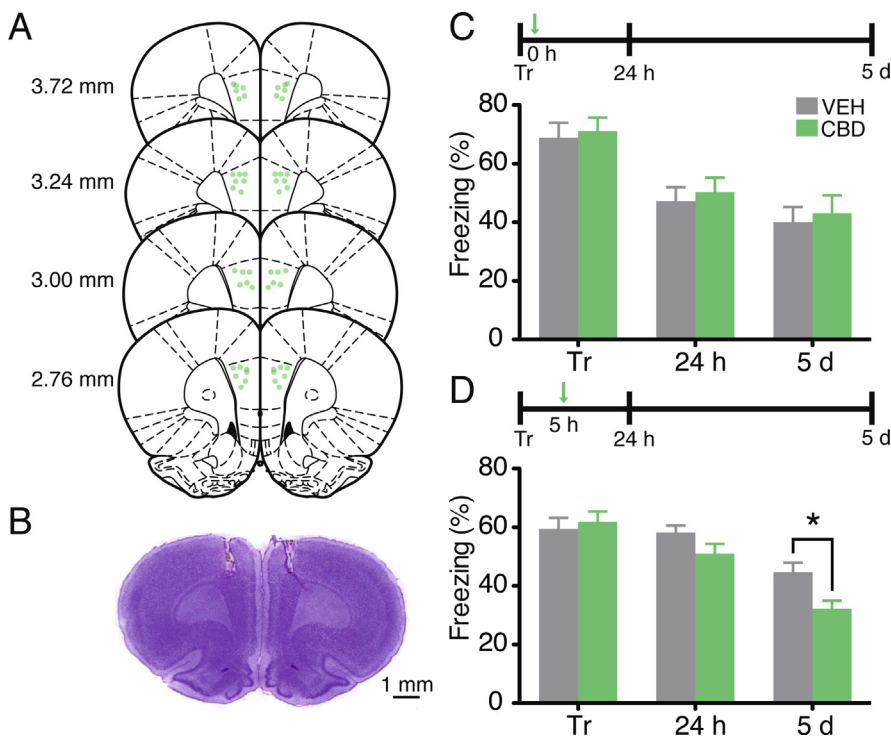 A
3.72 mm
3.24 mm
3.00 mm
2.76 mm
B
1 mm
C
0 h
Tr
24 h
5 d
VEH
CBD
Freezing (%)
80
60
40
20
0
Tr
24 h
5 d
D
Tr
5 h
24 h
5 d
Freezing (%)
80
60
40
20
0
*
Tr
24 h
5 d